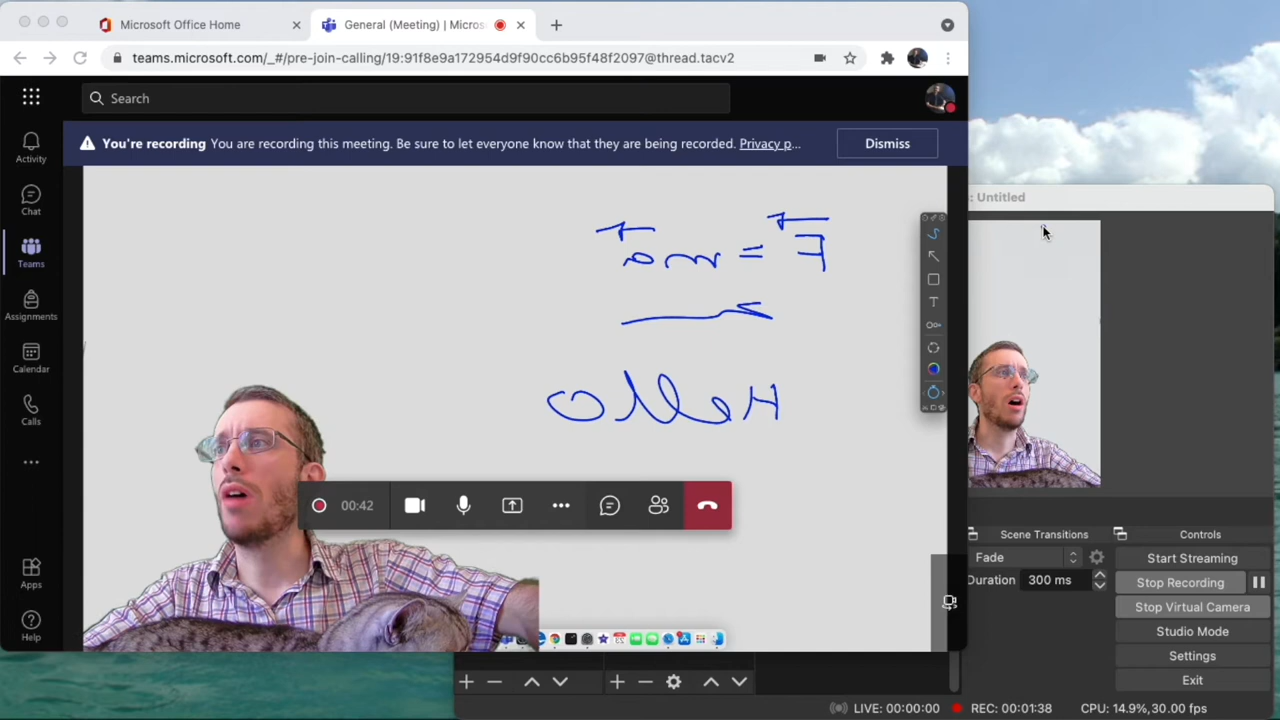 Microsoft Office Home
General (Meeting) | Micros
teams.microsoft.com/_#/pre-join-calling/19:91f8e9a172954d9f90cc6b95f48f2097@thread.tacv2
Search
You're recording You are recording this meeting. Be sure to let everyone know that they are being recorded. Privacy p... Dismiss
Activity
Chat
Teams
Assignments
Calendar
Calls
Apps
Help
F = ma
Hello
T
00:42
: Untitled
Scene Transitions
Controls
Fade
Start Streaming
Duration 300 ms
Stop Recording
Stop Virtual Camera
Studio Mode
Settings
Exit
LIVE: 00:00:00 REC: 00:01:38 CPU: 14.9%,30.00 fps